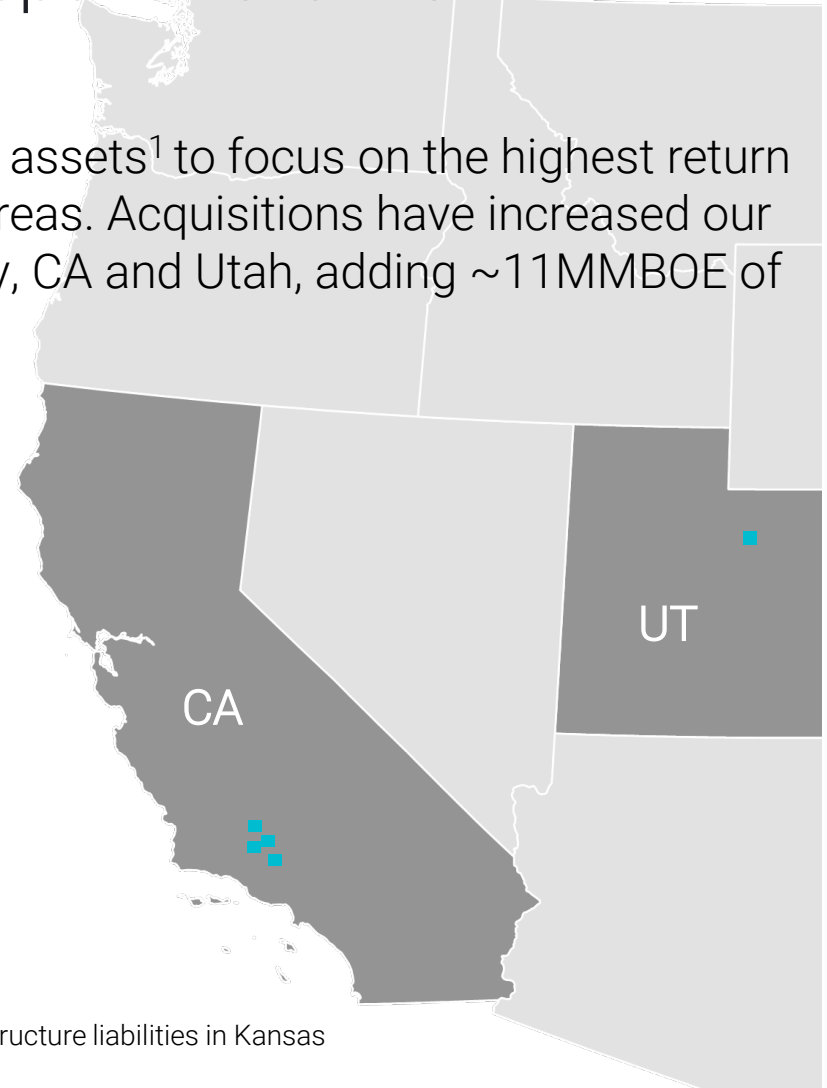 assets¹ to focus on the highest return
reas. Acquisitions have increased our
y, CA and Utah, adding ~11MMBOE of
UT
CA
ructure liabilities in Kansas